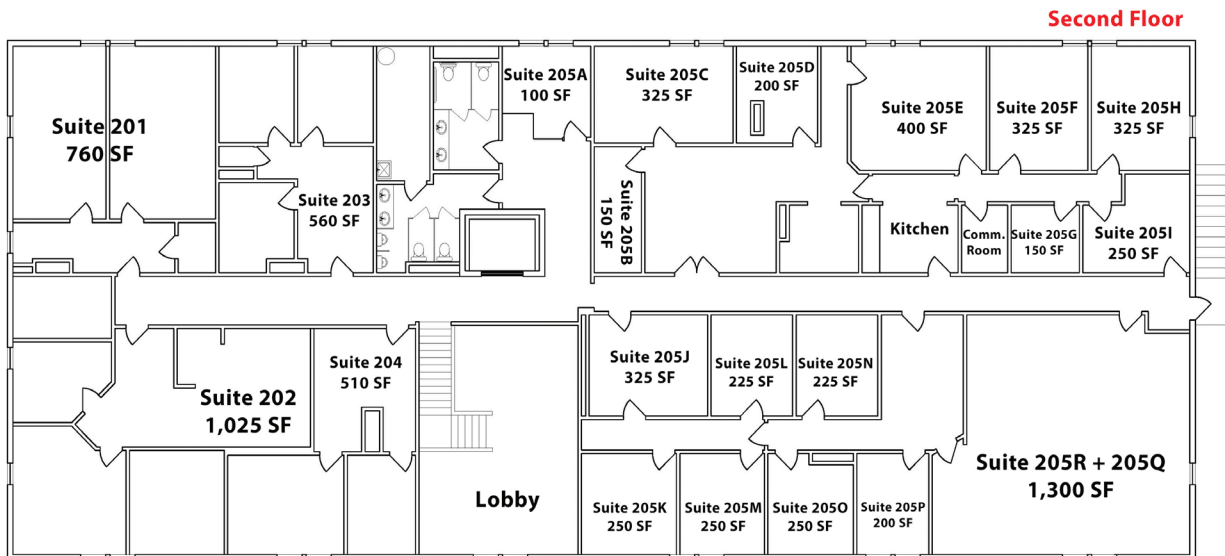 Second Floor
Suite 201
760 SF
Suite 203
560 SF
Suite 205A
100 SF
Suite 205C
325 SF
Suite 205D
200 SF
Suite 205E
400 SF
Suite 205F
325 SF
Suite 205H
325 SF
Suite 205B
150 SF
Kitchen
Comm.
Room
Suite 205G
150 SF
Suite 205I
250 SF
Suite 202
1,025 SF
Suite 204
510 SF
Lobby
Suite 205J
325 SF
Suite 205L
225 SF
Suite 205N
225 SF
Suite 205K
250 SF
Suite 205M
250 SF
Suite 205O
250 SF
Suite 205P
200 SF
Suite 205R + 205Q
1,300 SF